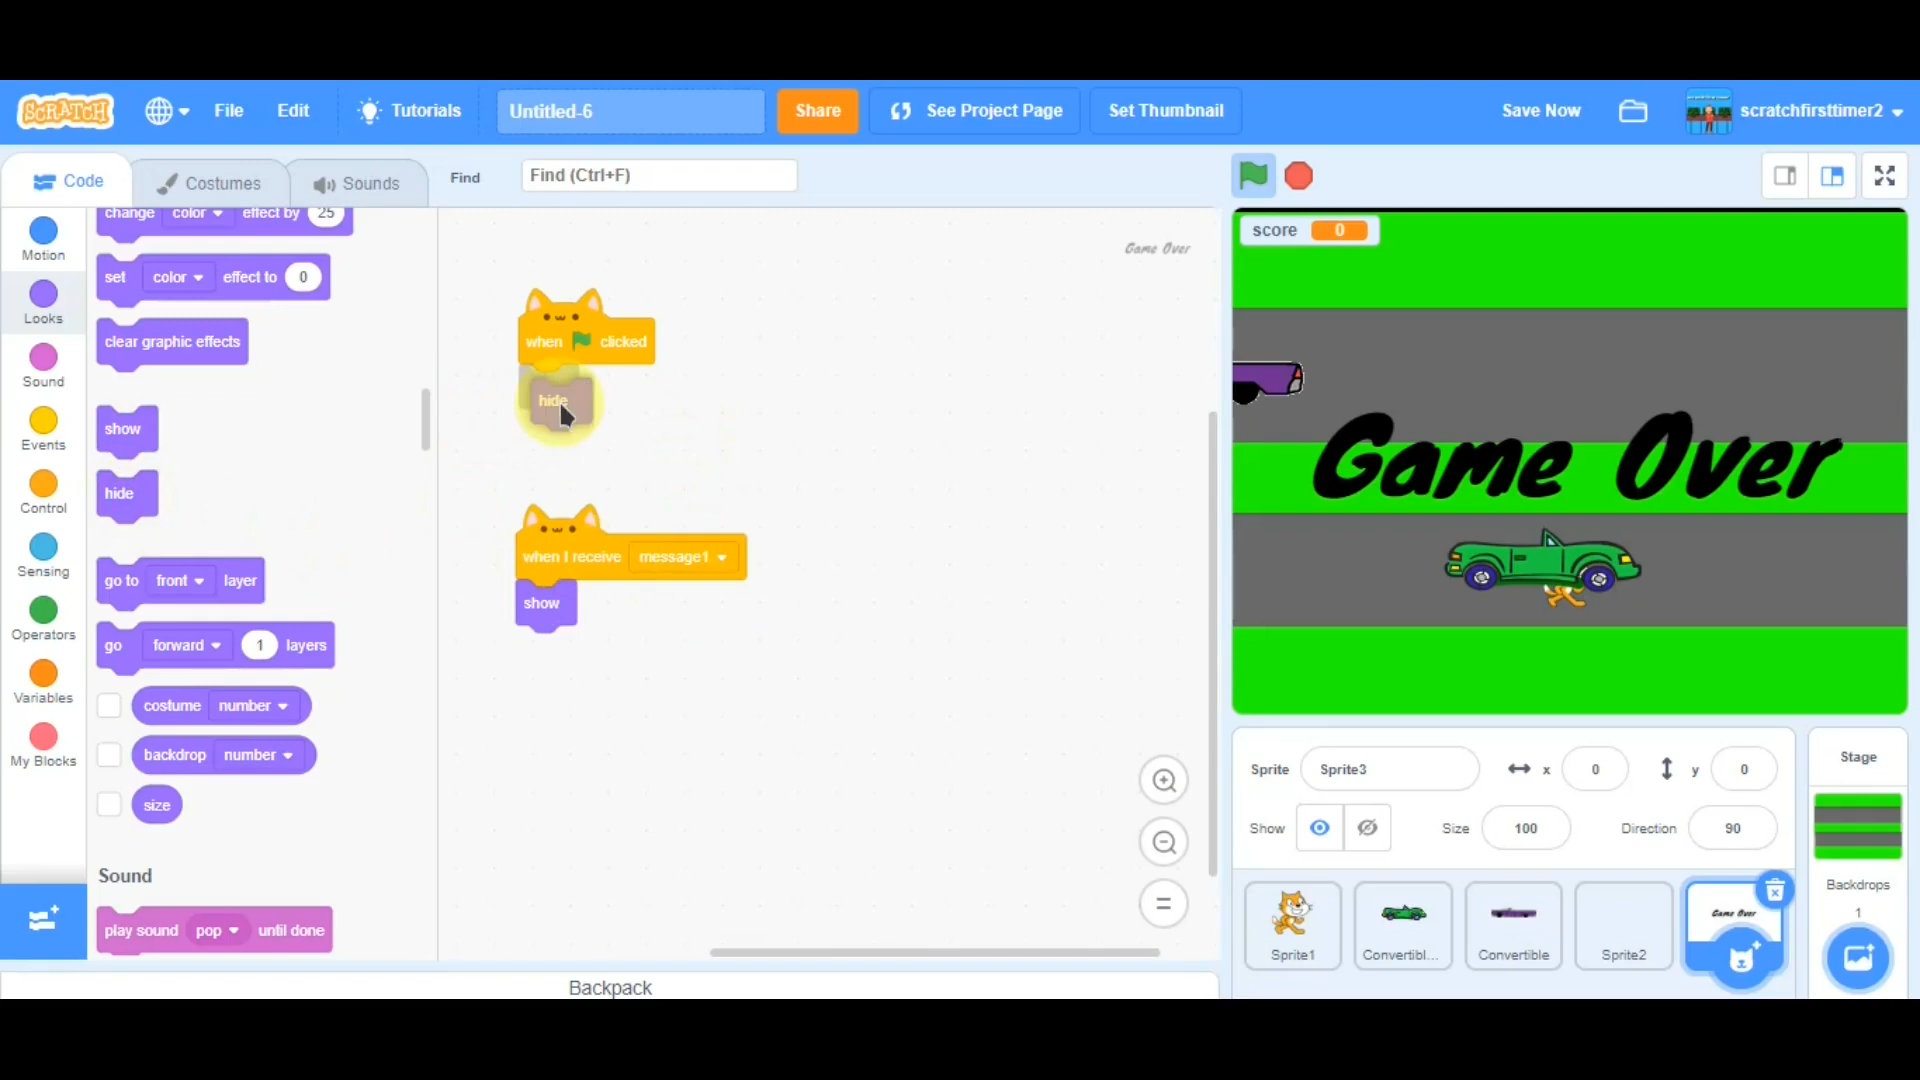 SCRATCH
File
Edit
Tutorials
Untitled-6
Share
See Project Page
Set Thumbnail
Save Now
scratchfirsttimer2
Code
Costumes
Sounds
Find
Find (Ctrl+F)
Motion
Looks
Sound
Events
Control
Sensing
Operators
Variables
My Blocks
change color effect by 25
set color effect to 0
clear graphic effects
show
hide
go to front layer
go forward 1 layers
costume number
backdrop number
size
Sound
play sound pop until done
Game Over
when clicked
hide
when I receive message1
show
=
Backpack
score 0
Game Over
Sprite Sprite3 x 0 y 0
Show Size 100 Direction 90
Sprite1
Convertibl...
Convertible
Sprite2
Game Over
Stage
Backdrops
1